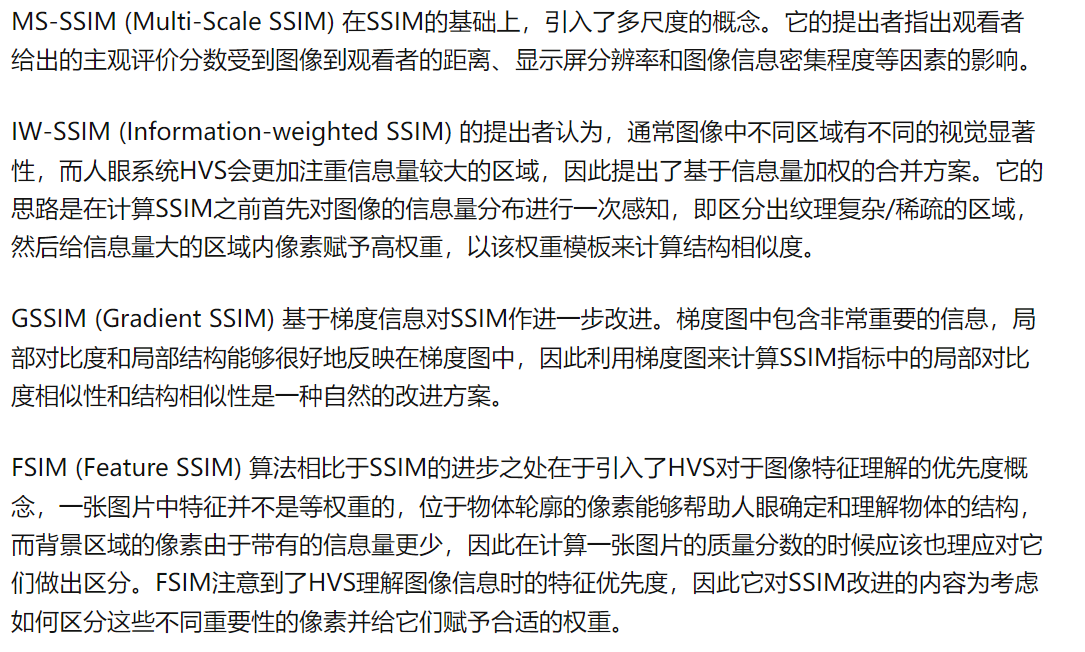 MS-SSIM (Multi-Scale SSIM) 在SSIM的基础上，引入了多尺度的概念。它的提出者指出观看者
给出的主观评价分数受到图像到观看者的距离、显示屏分辨率和图像信息密集程度等因素的影响。
IW-SSIM (Information-weighted SSIM) 的提出者认为，通常图像中不同区域有不同的视觉显著
性，而人眼系统HVS会更加注重信息量较大的区域，因此提出了基于信息量加权的合并方案。它的
思路是在计算SSIM之前首先对图像的信息量分布进行一次感知，即区分出纹理复杂/稀疏的区域，
然后给信息量大的区域内像素赋予高权重，以该权重模板来计算结构相似度。
GSSIM (Gradient SSIM) 基于梯度信息对SSIM作进一步改进。梯度图中包含非常重要的信息，局
部对比度和局部结构能够很好地反映在梯度图中，因此利用梯度图来计算SSIM指标中的局部对比
度相似性和结构相似性是一种自然的改进方案。
FSIM (Feature SSIM) 算法相比于SSIM的进步之处在于引入了HVS对于图像特征理解的优先度概
念，一张图片中特征并不是等权重的，位于物体轮廓的像素能够帮助人眼确定和理解物体的结构，
而背景区域的像素由于带有的信息量更少，因此在计算一张图片的质量分数的时候应该也理应对它
们做出区分。FSIM注意到了HVS理解图像信息时的特征优先度，因此它对SSIM改进的内容为考虑
如何区分这些不同重要性的像素并给它们赋予合适的权重。